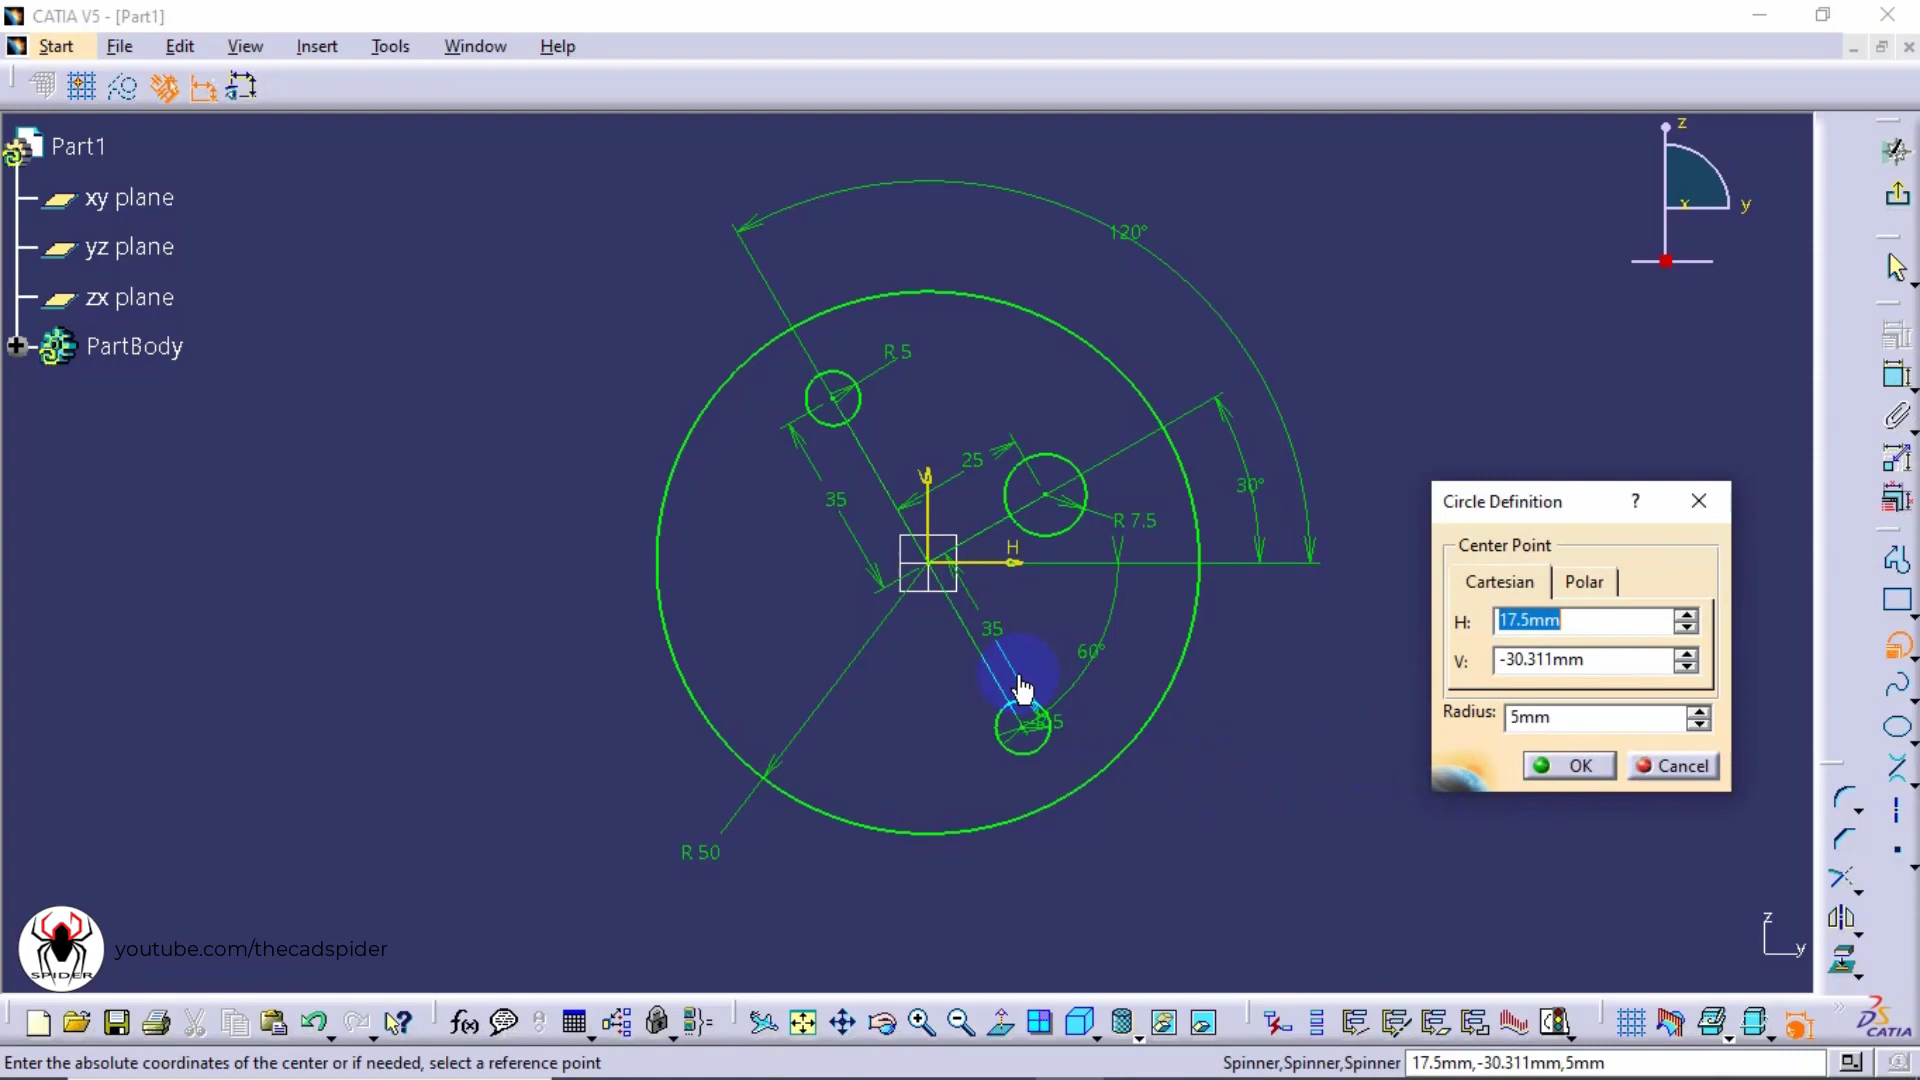 CATIA V5 - [Part1]
Start File Edit View Insert Tools Window Help
Part1
xy plane
yz plane
zx plane
PartBody
z
x
y
120°
R 5
25
35
30°
R 7.5
V
H
35
60°
R 50
Circle Definition ?
Center Point
Cartesian Polar
H: 17.5mm
V: -30.311mm
Radius: 5mm
OK Cancel
SPIDER
youtube.com/thecadspider
z
y
f(x)
CATIA
Enter the absolute coordinates of the center or if needed, select a reference point
Spinner,Spinner,Spinner 17.5mm,-30.311mm,5mm